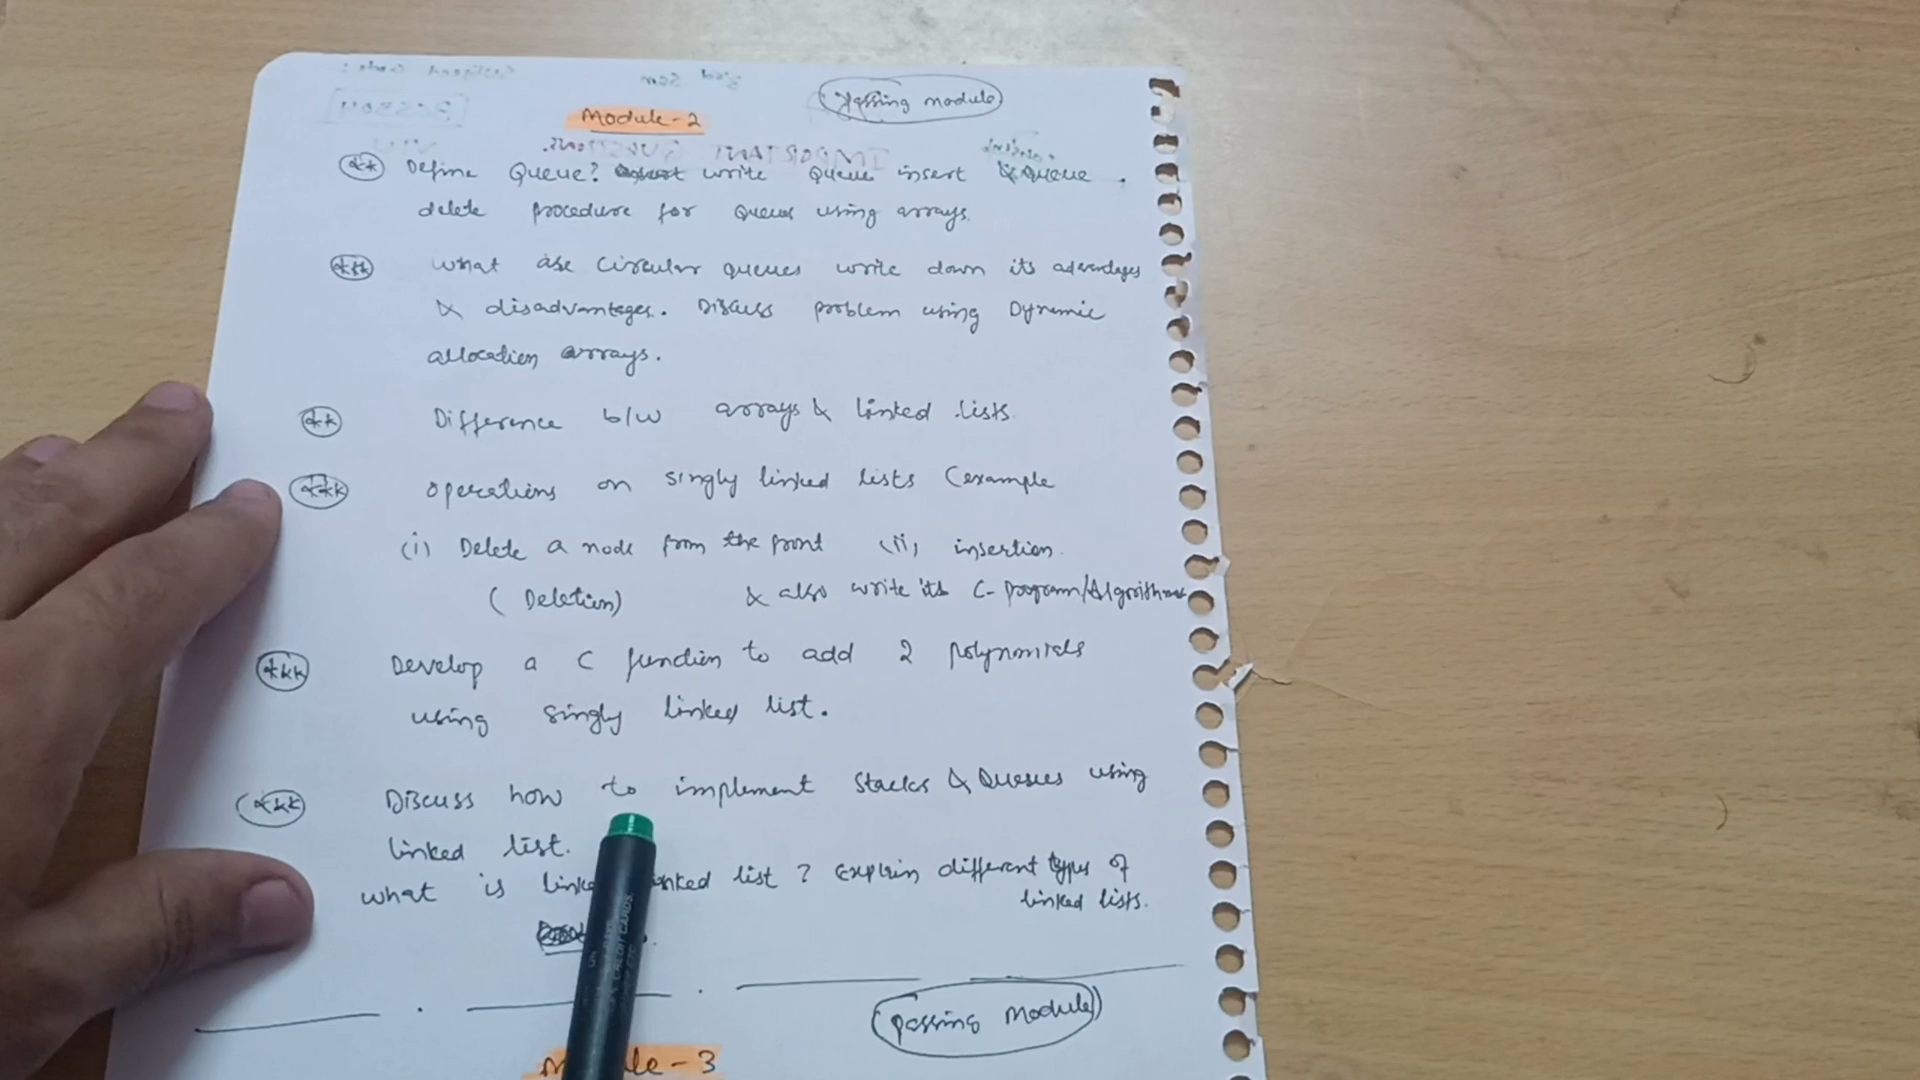 Passing module
Module-2
** Define Queue? write Queue insert & Queue.
delete procedure for Queues using arrays.
*** What are circular queues write down its advantages
& disadvantages. Discuss problem using Dynamic
allocation arrays.
** Difference b/w arrays & linked lists.
*** operations on singly linked lists (example
(i) Delete a node from the front (ii) insertion.
(Deletion) & also write its C-program/Algorithms
*** Develop a C function to add 2 polynomials
using singly linked list.
*** Discuss how to implement stacks & Queues using
linked list.
What is list? Explain different types of
linked lists.
Passing Module
-3